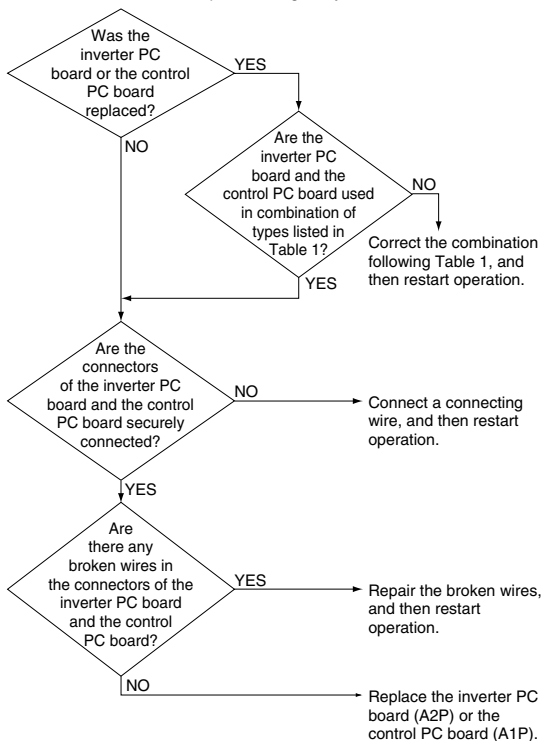 Was the
inverter PC
board or the control
PC board
replaced?
YES
NO
Are the
inverter PC
board and the
control PC board used
in combination of
types listed in
Table 1?
NO
Correct the combination
following Table 1, and
then restart operation.
YES
Are the
connectors
of the inverter PC
board and the control
PC board securely
connected?
NO
Connect a connecting
wire, and then restart
operation.
YES
Are
there any
broken wires in
the connectors of the
inverter PC board
and the control
PC board?
YES
Repair the broken wires,
and then restart
operation.
NO
Replace the inverter PC
board (A2P) or the
control PC board (A1P).